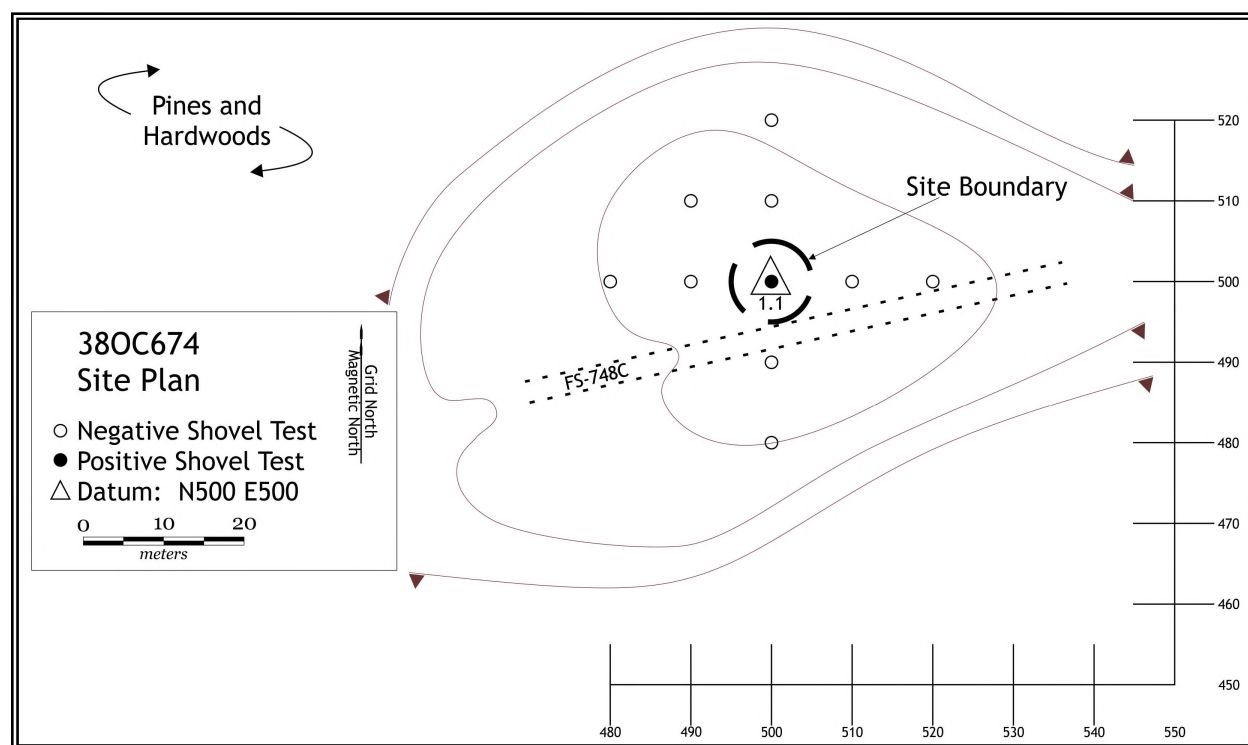 Pines and
Hardwoods
Site Boundary
1.1
FS-748C
38OC674
Site Plan
Grid North
Magnetic North
Negative Shovel Test
Positive Shovel Test
Datum: N500 E500
0 10 20
meters
520
510
500
490
480
470
460
450
480 490 500 510 520 530 540 550